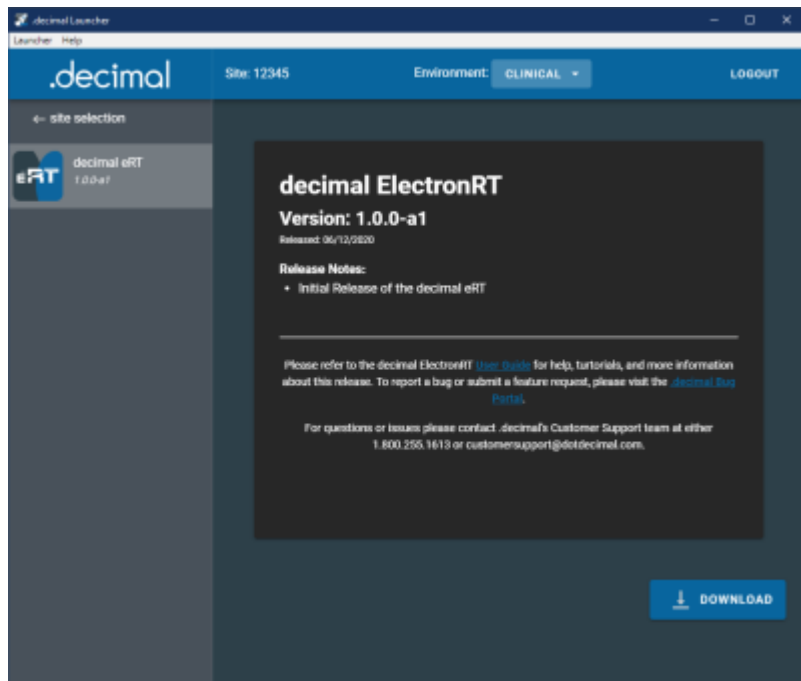 .decimal Launcher
Launcher Help
.decimal
Site: 12345
Environment:
CLINICAL
LOGOUT
← site selection
eRT
decimal eRT
1.0.0-a1
decimal ElectronRT
Version: 1.0.0-a1
Released: 06/12/2020
Release Notes:
• Initial Release of the decimal eRT
Please refer to the decimal ElectronRT User Guide for help, turtorials, and more information
about this release. To report a bug or submit a feature request, please visit the .decimal Bug
Portal.
For questions or issues please contact .decimal's Customer Support team at either
1.800.255.1613 or customersupport@dotdecimal.com.
DOWNLOAD